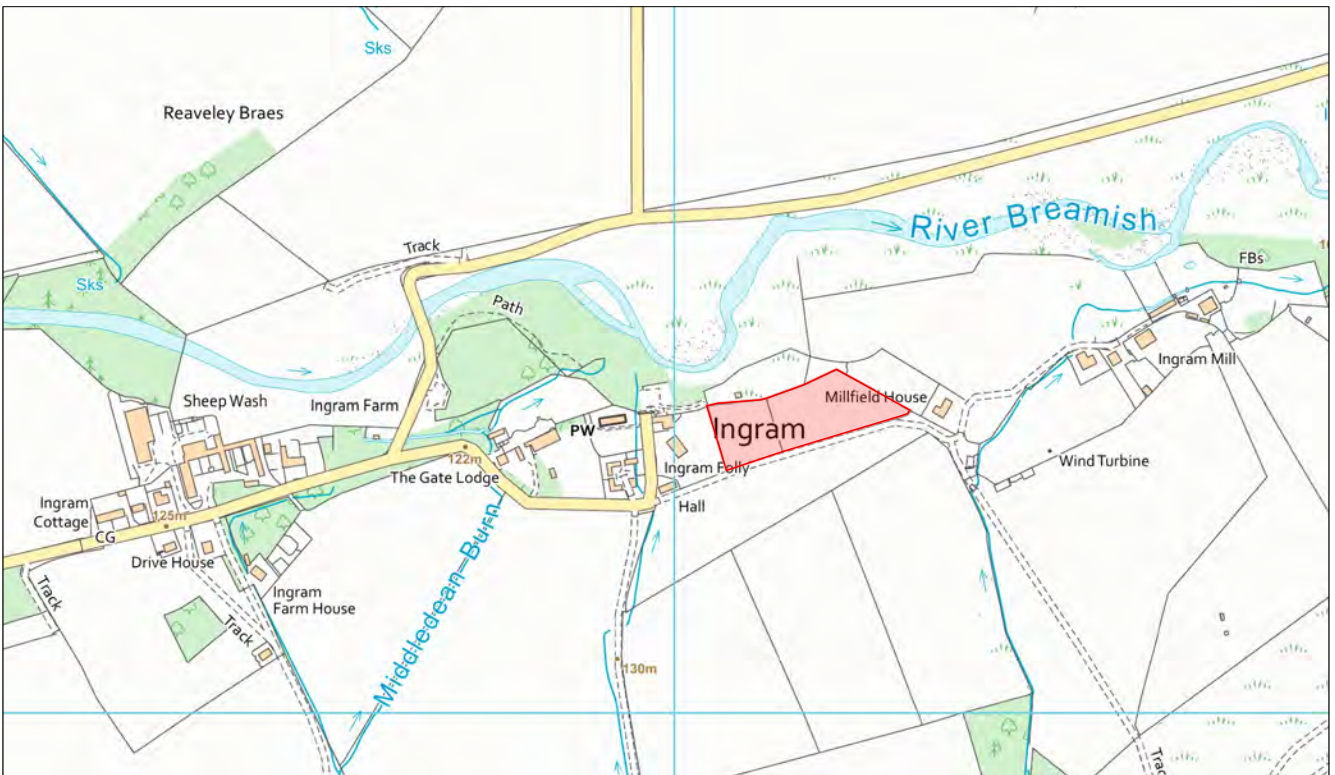 Sks
Reaveley Braes
Track
River Breamish
Sks
Path
FBs
Ingram Mill
Sheep Wash
Ingram Farm
Millfield House
PW
Ingram
122m
Wind Turbine
The Gate Lodge
Ingram Folly
Ingram
Cottage
125m
CG
Hall
Drive House
Middledean Burn
Ingram
Farm House
Track
Track
130m